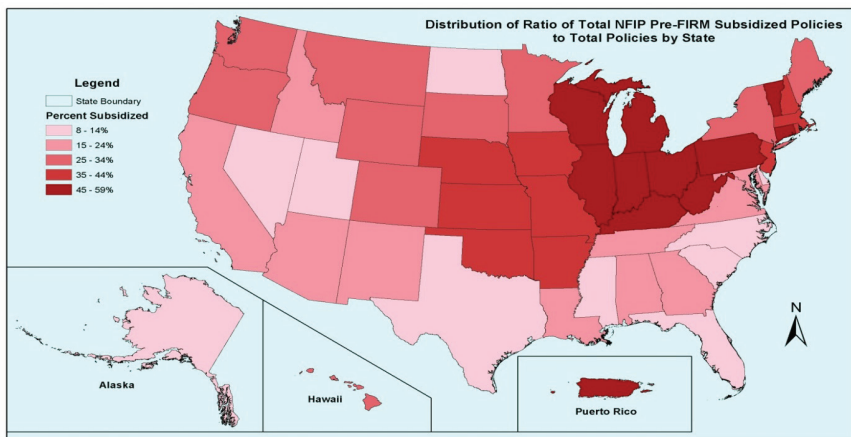 Distribution of Ratio of Total NFIP Pre-FIRM Subsidized Policies
to Total Policies by State
Legend
State Boundary
Percent Subsidized
8 - 14%
15 - 24%
25 - 34%
35 - 44%
45 - 59%
N
Alaska
Hawaii
Puerto Rico